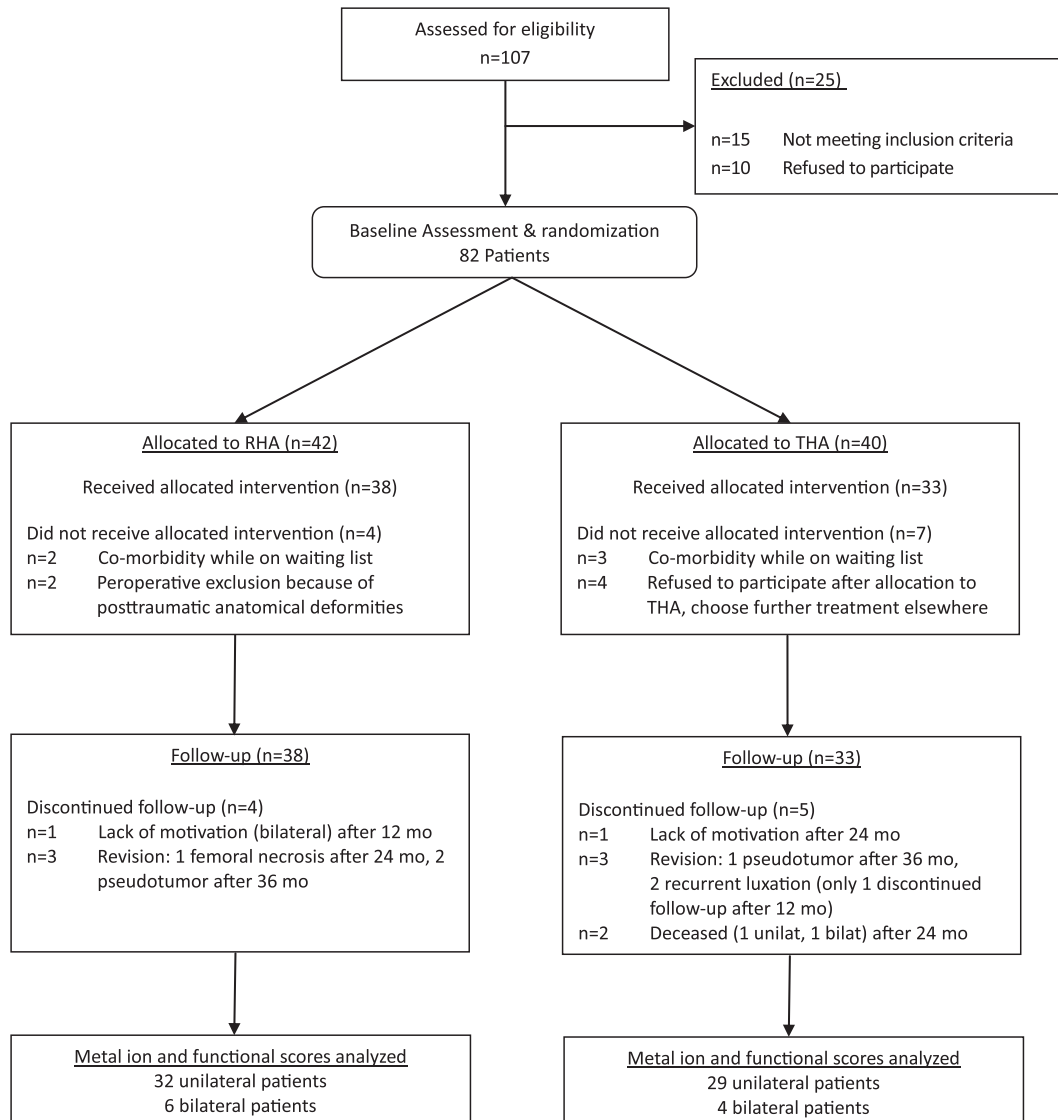 Assessed for eligibility
n=107
Excluded (n=25)
n=15 Not meeting inclusion criteria
n=10 Refused to participate
Baseline Assessment & randomization
82 Patients
Allocated to RHA (n=42)
Received allocated intervention (n=38)
Did not receive allocated intervention (n=4)
n=2 Co-morbidity while on waiting list
n=2 Peroperative exclusion because of
posttraumatic anatomical deformities
Allocated to THA (n=40)
Received allocated intervention (n=33)
Did not receive allocated intervention (n=7)
n=3 Co-morbidity while on waiting list
n=4 Refused to participate after allocation to
THA, choose further treatment elsewhere
Follow-up (n=38)
Discontinued follow-up (n=4)
n=1 Lack of motivation (bilateral) after 12 mo
n=3 Revision: 1 femoral necrosis after 24 mo, 2
pseudotumor after 36 mo
Follow-up (n=33)
Discontinued follow-up (n=5)
n=1 Lack of motivation after 24 mo
n=3 Revision: 1 pseudotumor after 36 mo,
2 recurrent luxation (only 1 discontinued
follow-up after 12 mo)
n=2 Deceased (1 unilat, 1 bilat) after 24 mo
Metal ion and functional scores analyzed
32 unilateral patients
6 bilateral patients
Metal ion and functional scores analyzed
29 unilateral patients
4 bilateral patients